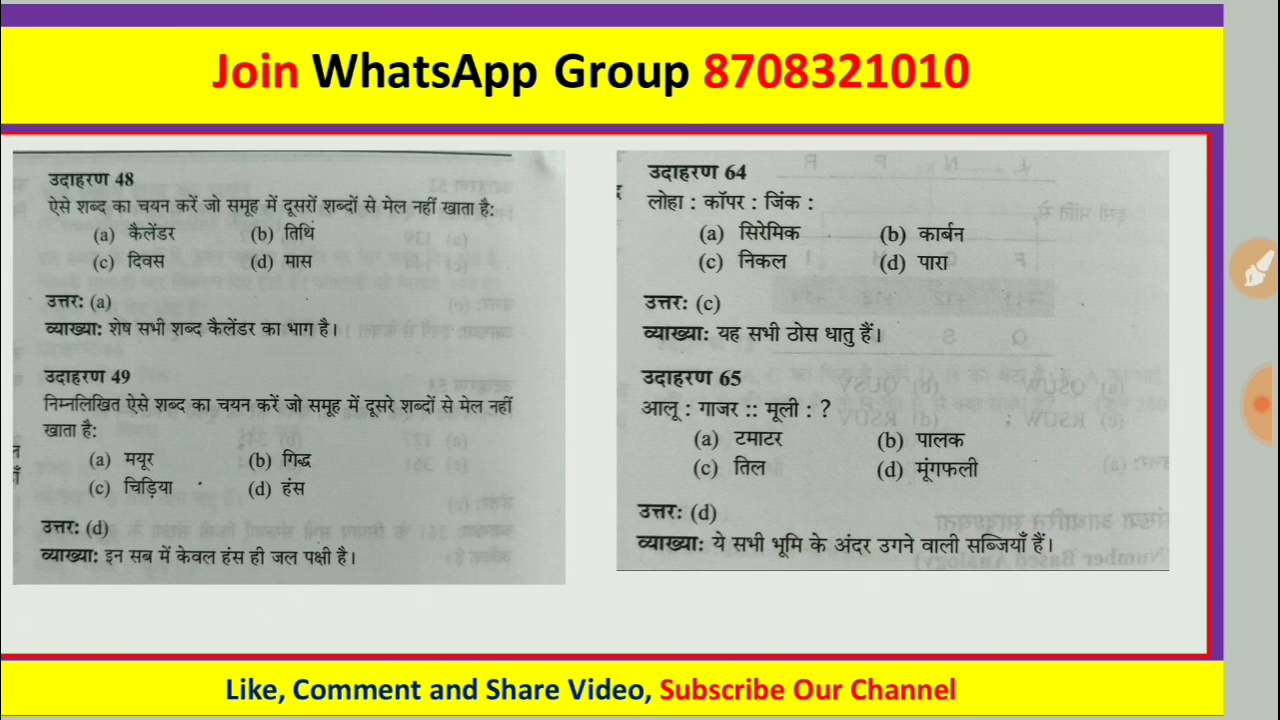 Join WhatsApp Group 8708321010
उदाहरण 48
ऐसे शब्द का चयन करें जो समूह में दूसरों शब्दों से मेल नहीं खाता है:
(a) कैलेंडर (b) तिथिं
(c) दिवस (d) मास
उत्तर: (a)
व्याख्या: शेष सभी शब्द कैलेंडर का भाग है।
उदाहरण 49
निम्नलिखित ऐसे शब्द का चयन करें जो समूह में दूसरे शब्दों से मेल नहीं
खाता है:
(a) मयूर (b) गिद्ध
(c) चिड़िया (d) हंस
उत्तर: (d)
व्याख्या: इन सब में केवल हंस ही जल पक्षी है।
उदाहरण 64
लोहा : कॉपर : जिंक :
(a) सिरेमिक (b) कार्बन
(c) निकल (d) पारा
उत्तर: (c)
व्याख्या: यह सभी ठोस धातु हैं।
उदाहरण 65
आलू : गाजर :: मूली : ?
(a) टमाटर (b) पालक
(c) तिल (d) मूंगफली
उत्तर: (d)
व्याख्या: ये सभी भूमि के अंदर उगने वाली सब्जियाँ हैं।
Like, Comment and Share Video, Subscribe Our Channel